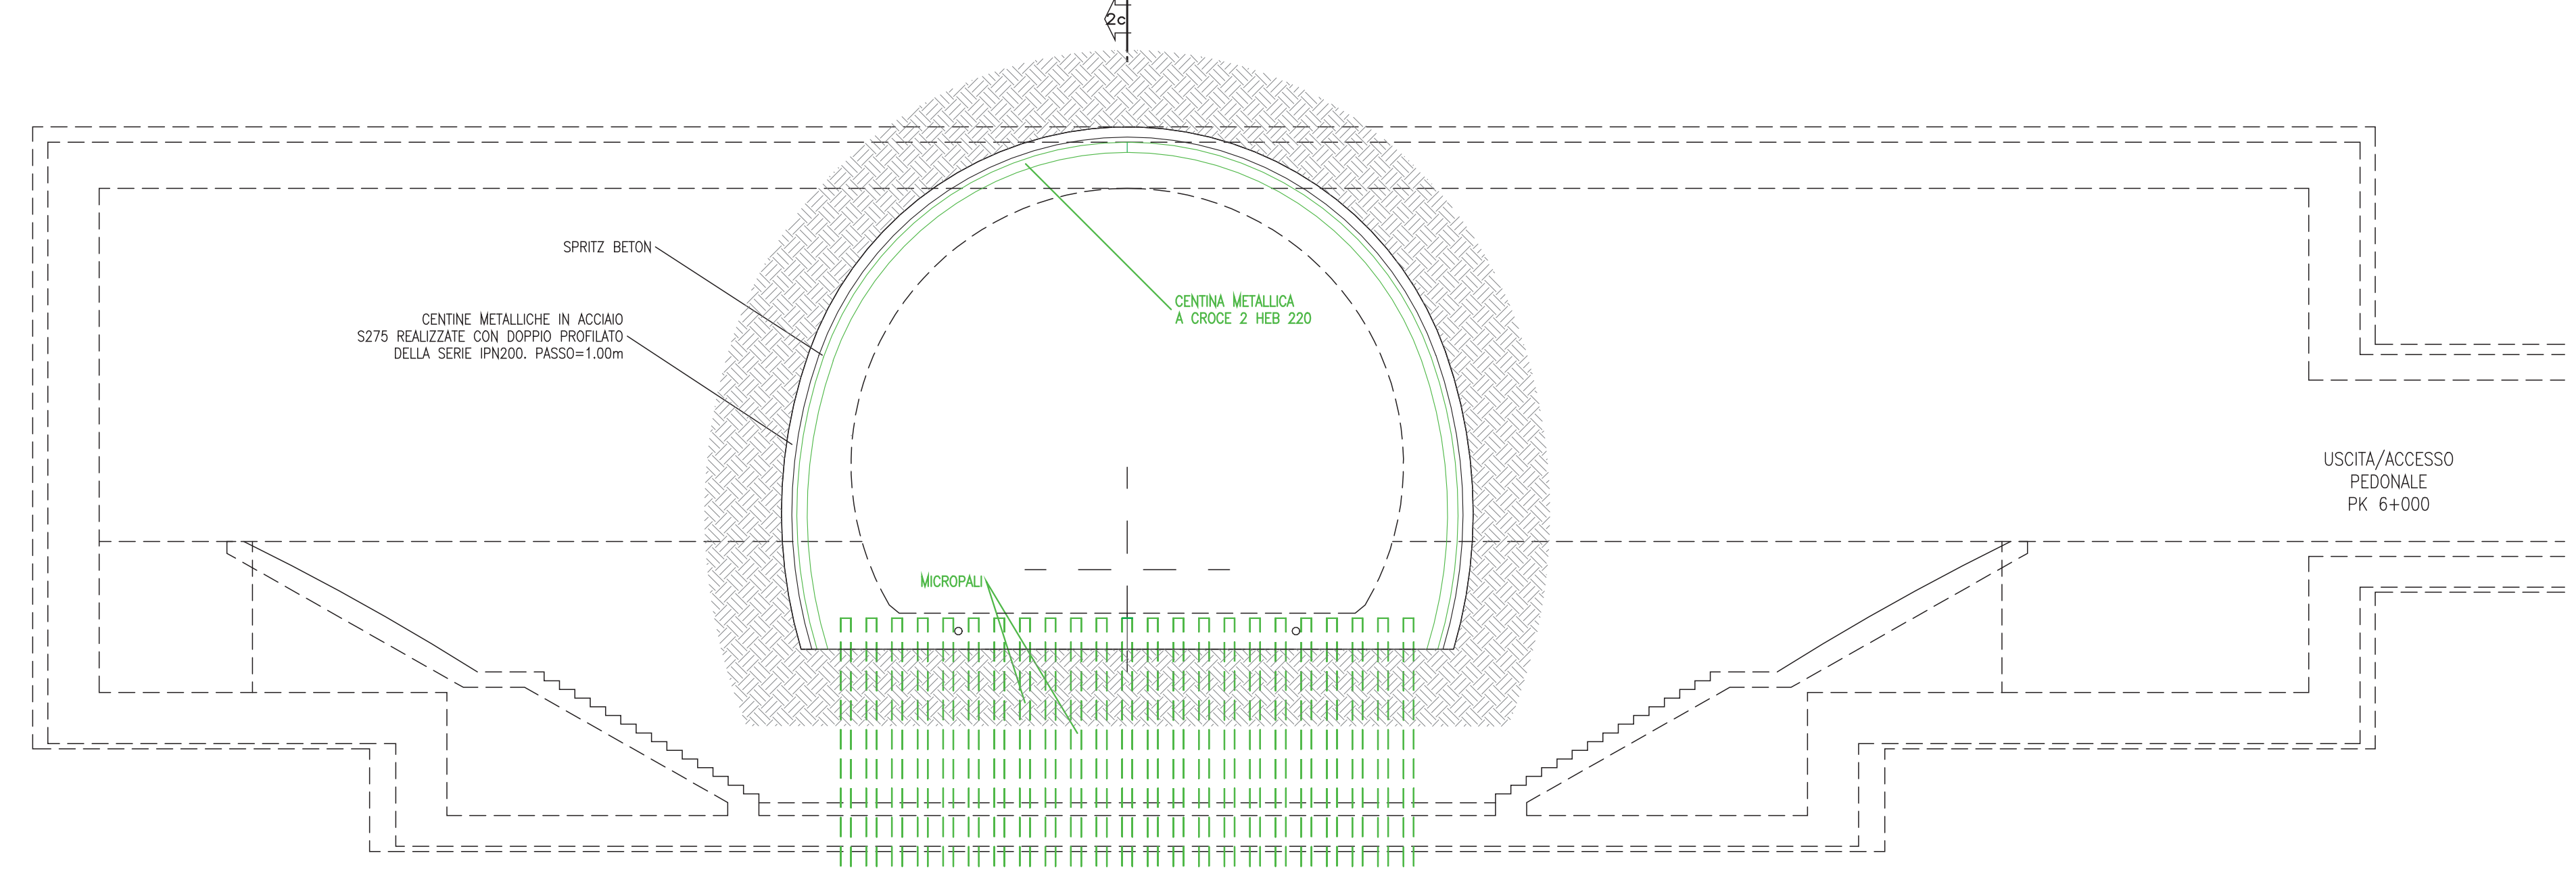 2c
SPRITZ BETON
CENTINE METALLICHE IN ACCIAIO
S275 REALIZZATE CON DOPPIO PROFILATO
DELLA SERIE IPN200. PASSO=1.00m
CENTINA METALLICA
A CROCE 2 HEB 220
USCITA/ACCESSO
PEDONALE
PK 6+000
MICROPALI